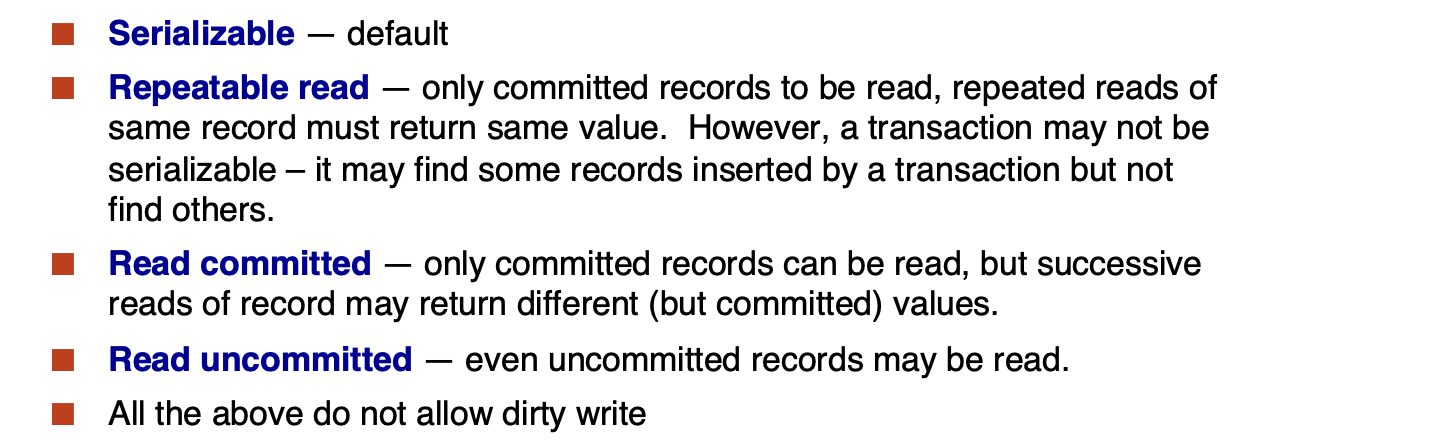 Serializable — default
Repeatable read — only committed records to be read, repeated reads of
same record must return same value.  However, a transaction may not be
serializable – it may find some records inserted by a transaction but not
find others.
Read committed — only committed records can be read, but successive
reads of record may return different (but committed) values.
Read uncommitted — even uncommitted records may be read.
All the above do not allow dirty write